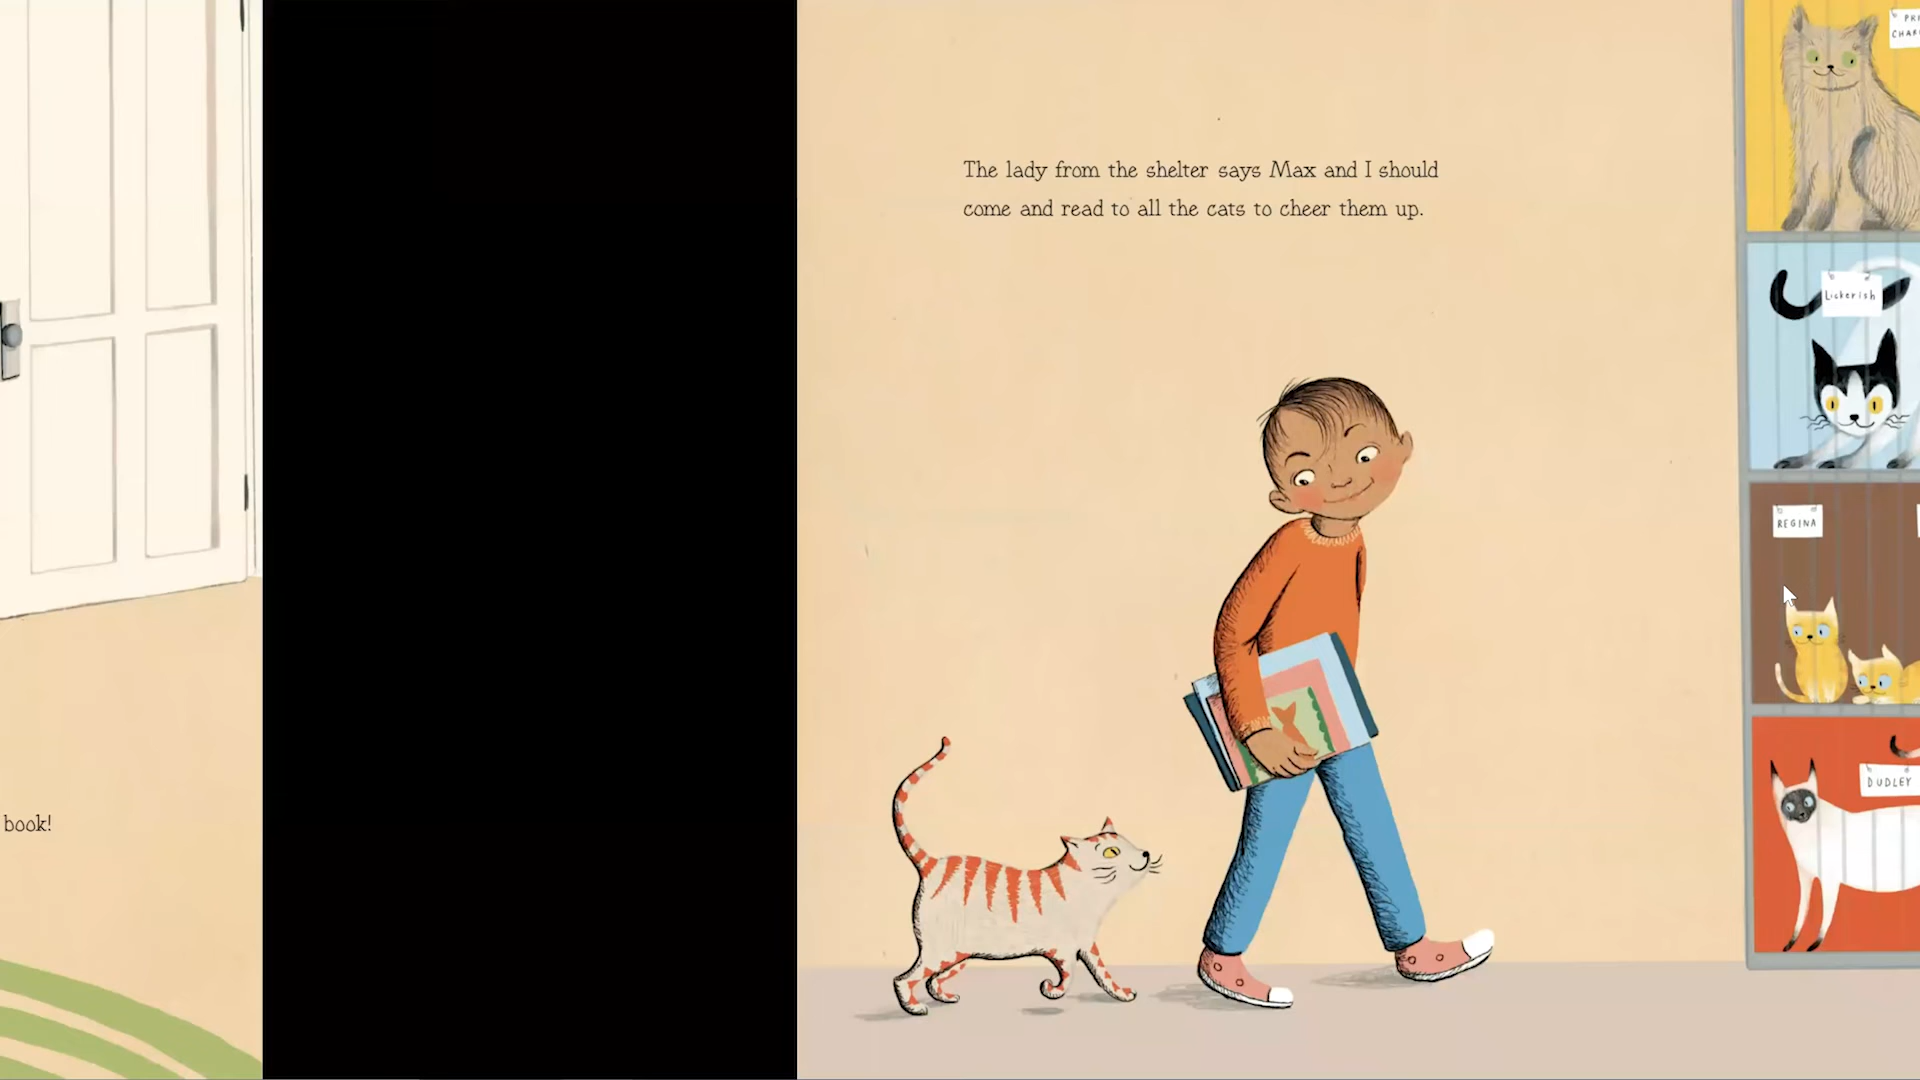 book!
The lady from the shelter says Max and I should
come and read to all the cats to cheer them up.
Lickerish
REGINA
DUDLEY